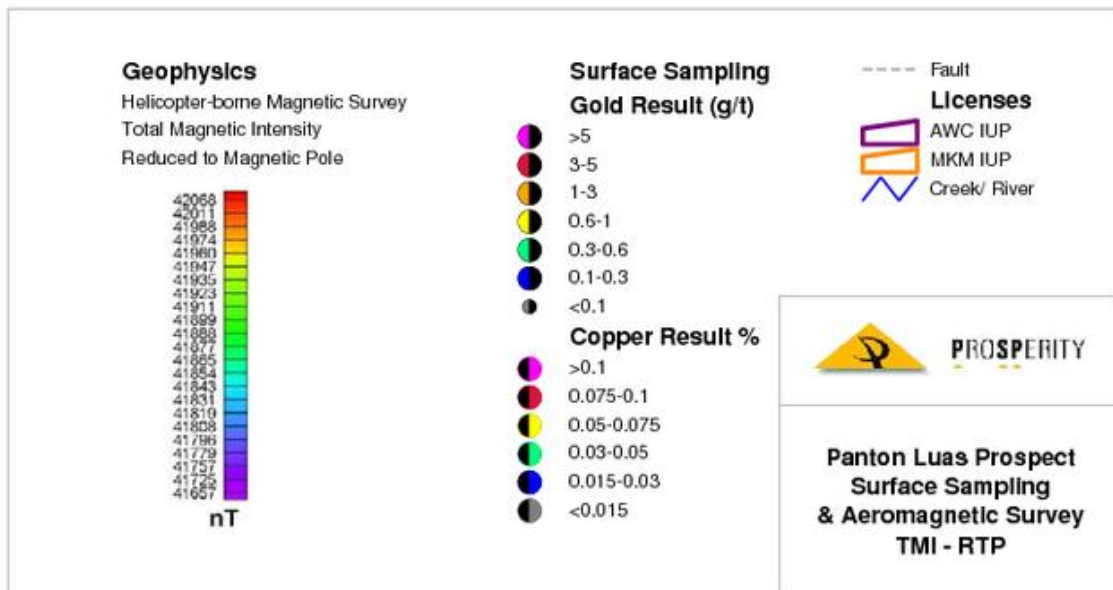 Geophysics
Helicopter-borne Magnetic Survey
Total Magnetic Intensity
Reduced to Magnetic Pole
42068
42011
41988
41974
41960
41947
41935
41923
41911
41899
41888
41877
41865
41854
41843
41831
41819
41808
41796
41779
41757
41725
41657
nT
Surface Sampling
Gold Result (g/t)
>5
3-5
1-3
0.6-1
0.3-0.6
0.1-0.3
<0.1
Copper Result %
>0.1
0.075-0.1
0.05-0.075
0.03-0.05
0.015-0.03
<0.015
Fault
Licenses
AWC IUP
MKM IUP
Creek/ River
PROSPERITY
Panton Luas Prospect
Surface Sampling
& Aeromagnetic Survey
TMI - RTP